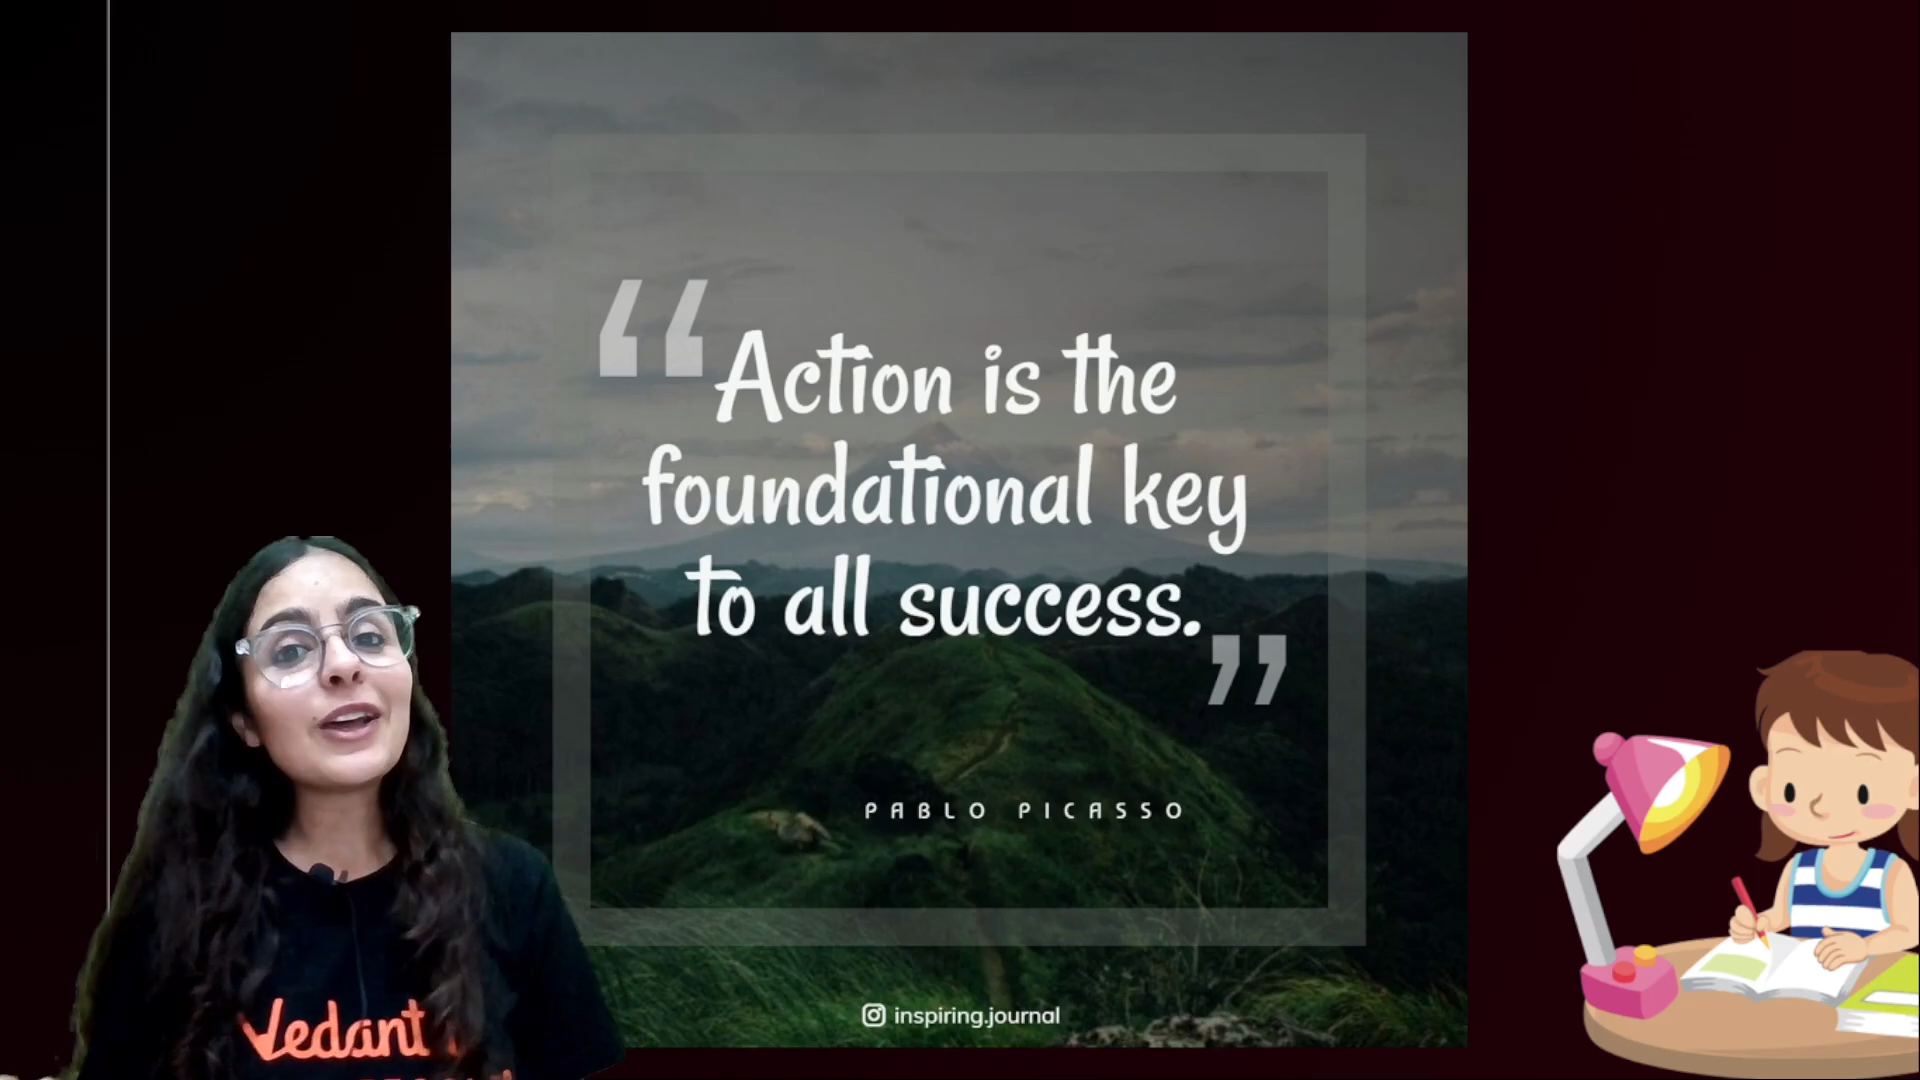 “Action is the
foundational key
to all success.”
PABLO PICASSO
inspiring.journal
Vedant